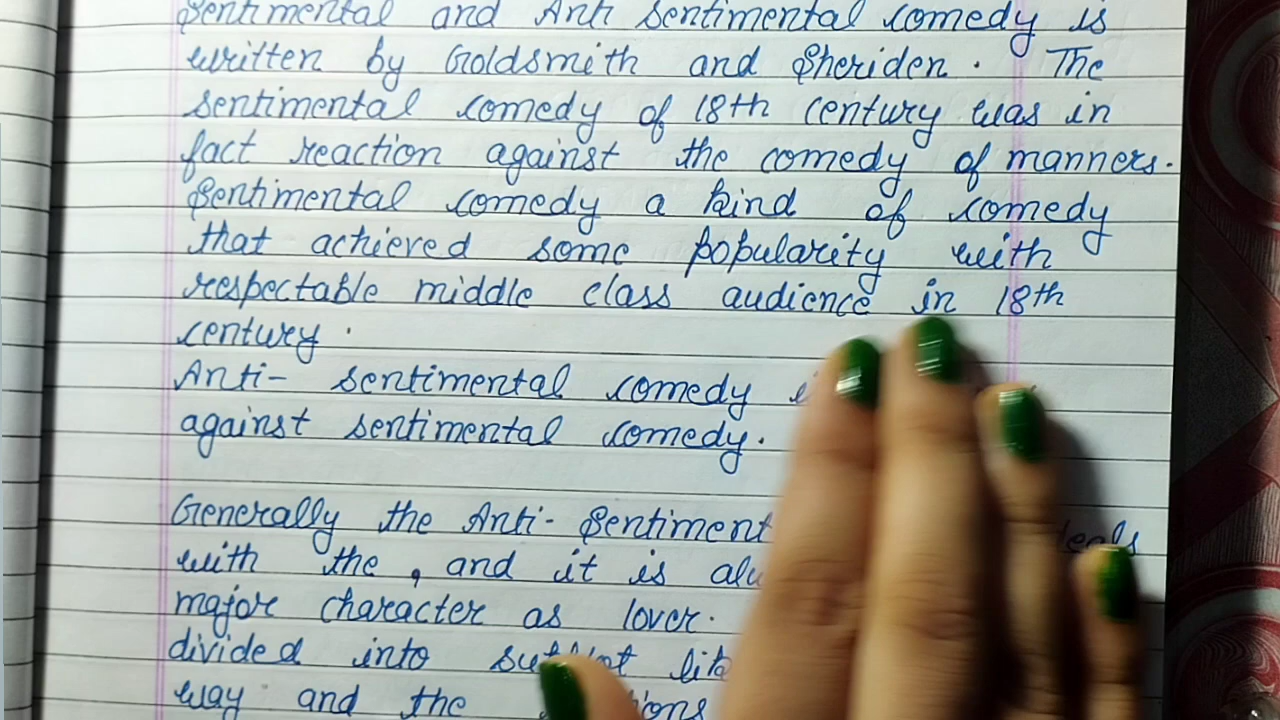 Sentimental and Anti Sentimental comedy is
written by Goldsmith and Sheriden. The
sentimental comedy of 18th century was in
fact reaction against the comedy of manners.
Sentimental comedy a kind of comedy
that achieved some popularity with
respectable middle class audience in 18th
century.
Anti- sentimental comedy
against sentimental comedy.
Generally the Anti-
with the, and it is
major character as lover.
divided into
way and the